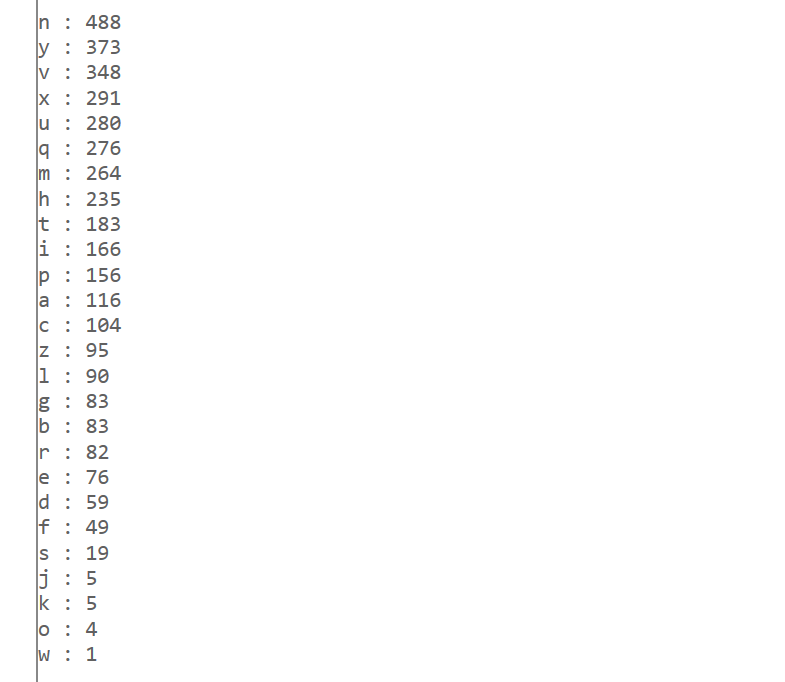 n : 488
y : 373
v : 348
x : 291
u : 280
q : 276
m : 264
h : 235
t : 183
i : 166
p : 156
a : 116
c : 104
z : 95
l : 90
g : 83
b : 83
r : 82
e : 76
d : 59
f : 49
s : 19
j : 5
k : 5
o : 4
w : 1